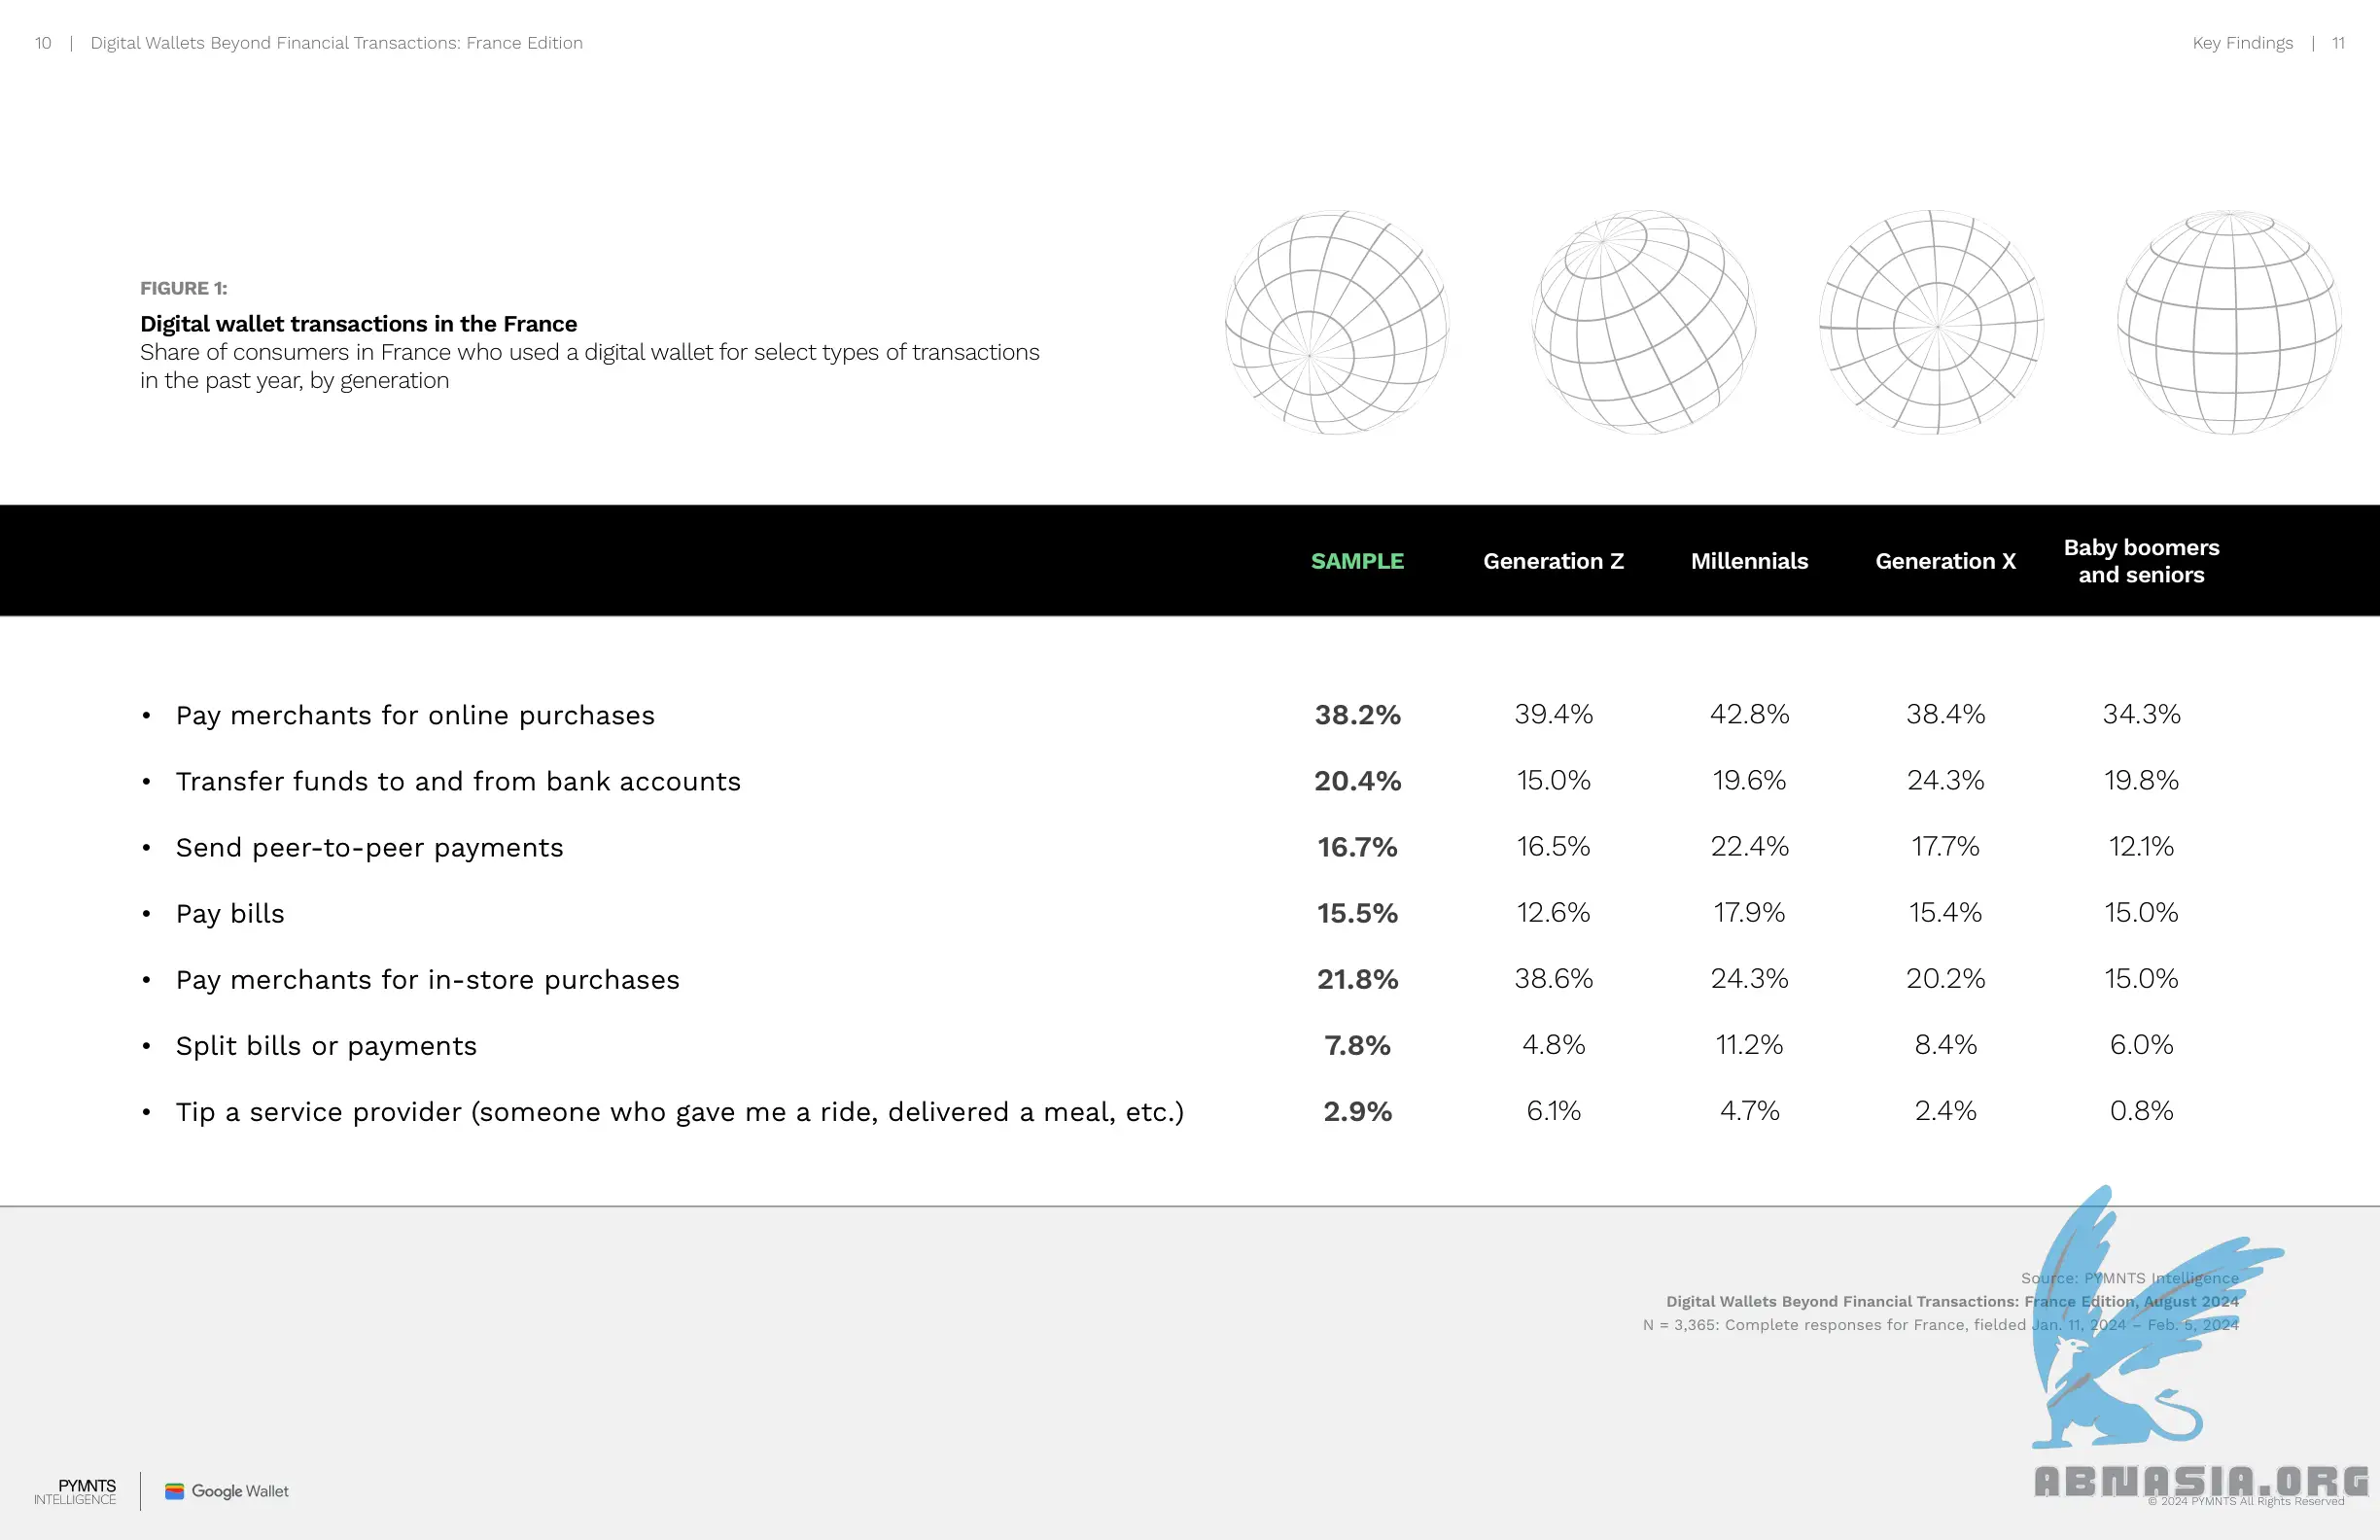 10 | Digital Wallets Beyond Financial Transactions: France Edition
Key Findings | 11
FIGURE 1:
Digital wallet transactions in the France
Share of consumers in France who used a digital wallet for select types of transactions
in the past year, by generation
SAMPLE Generation Z Millennials Generation X Baby boomers
and seniors
• Pay merchants for online purchases 38.2% 39.4% 42.8% 38.4% 34.3%
• Transfer funds to and from bank accounts 20.4% 15.0% 19.6% 24.3% 19.8%
• Send peer-to-peer payments 16.7% 16.5% 22.4% 17.7% 12.1%
• Pay bills 15.5% 12.6% 17.9% 15.4% 15.0%
• Pay merchants for in-store purchases 21.8% 38.6% 24.3% 20.2% 15.0%
• Split bills or payments 7.8% 4.8% 11.2% 8.4% 6.0%
• Tip a service provider (someone who gave me a ride, delivered a meal, etc.) 2.9% 6.1% 4.7% 2.4% 0.8%
Source: PYMNTS Intelligence
Digital Wallets Beyond Financial Transactions: France Edition, August 2024
N = 3,365: Complete responses for France, fielded Jan. 11, 2024 – Feb. 5, 2024
PYMNTS
INTELLIGENCE
Google Wallet
ABNASIA.ORG
© 2024 PYMNTS All Rights Reserved